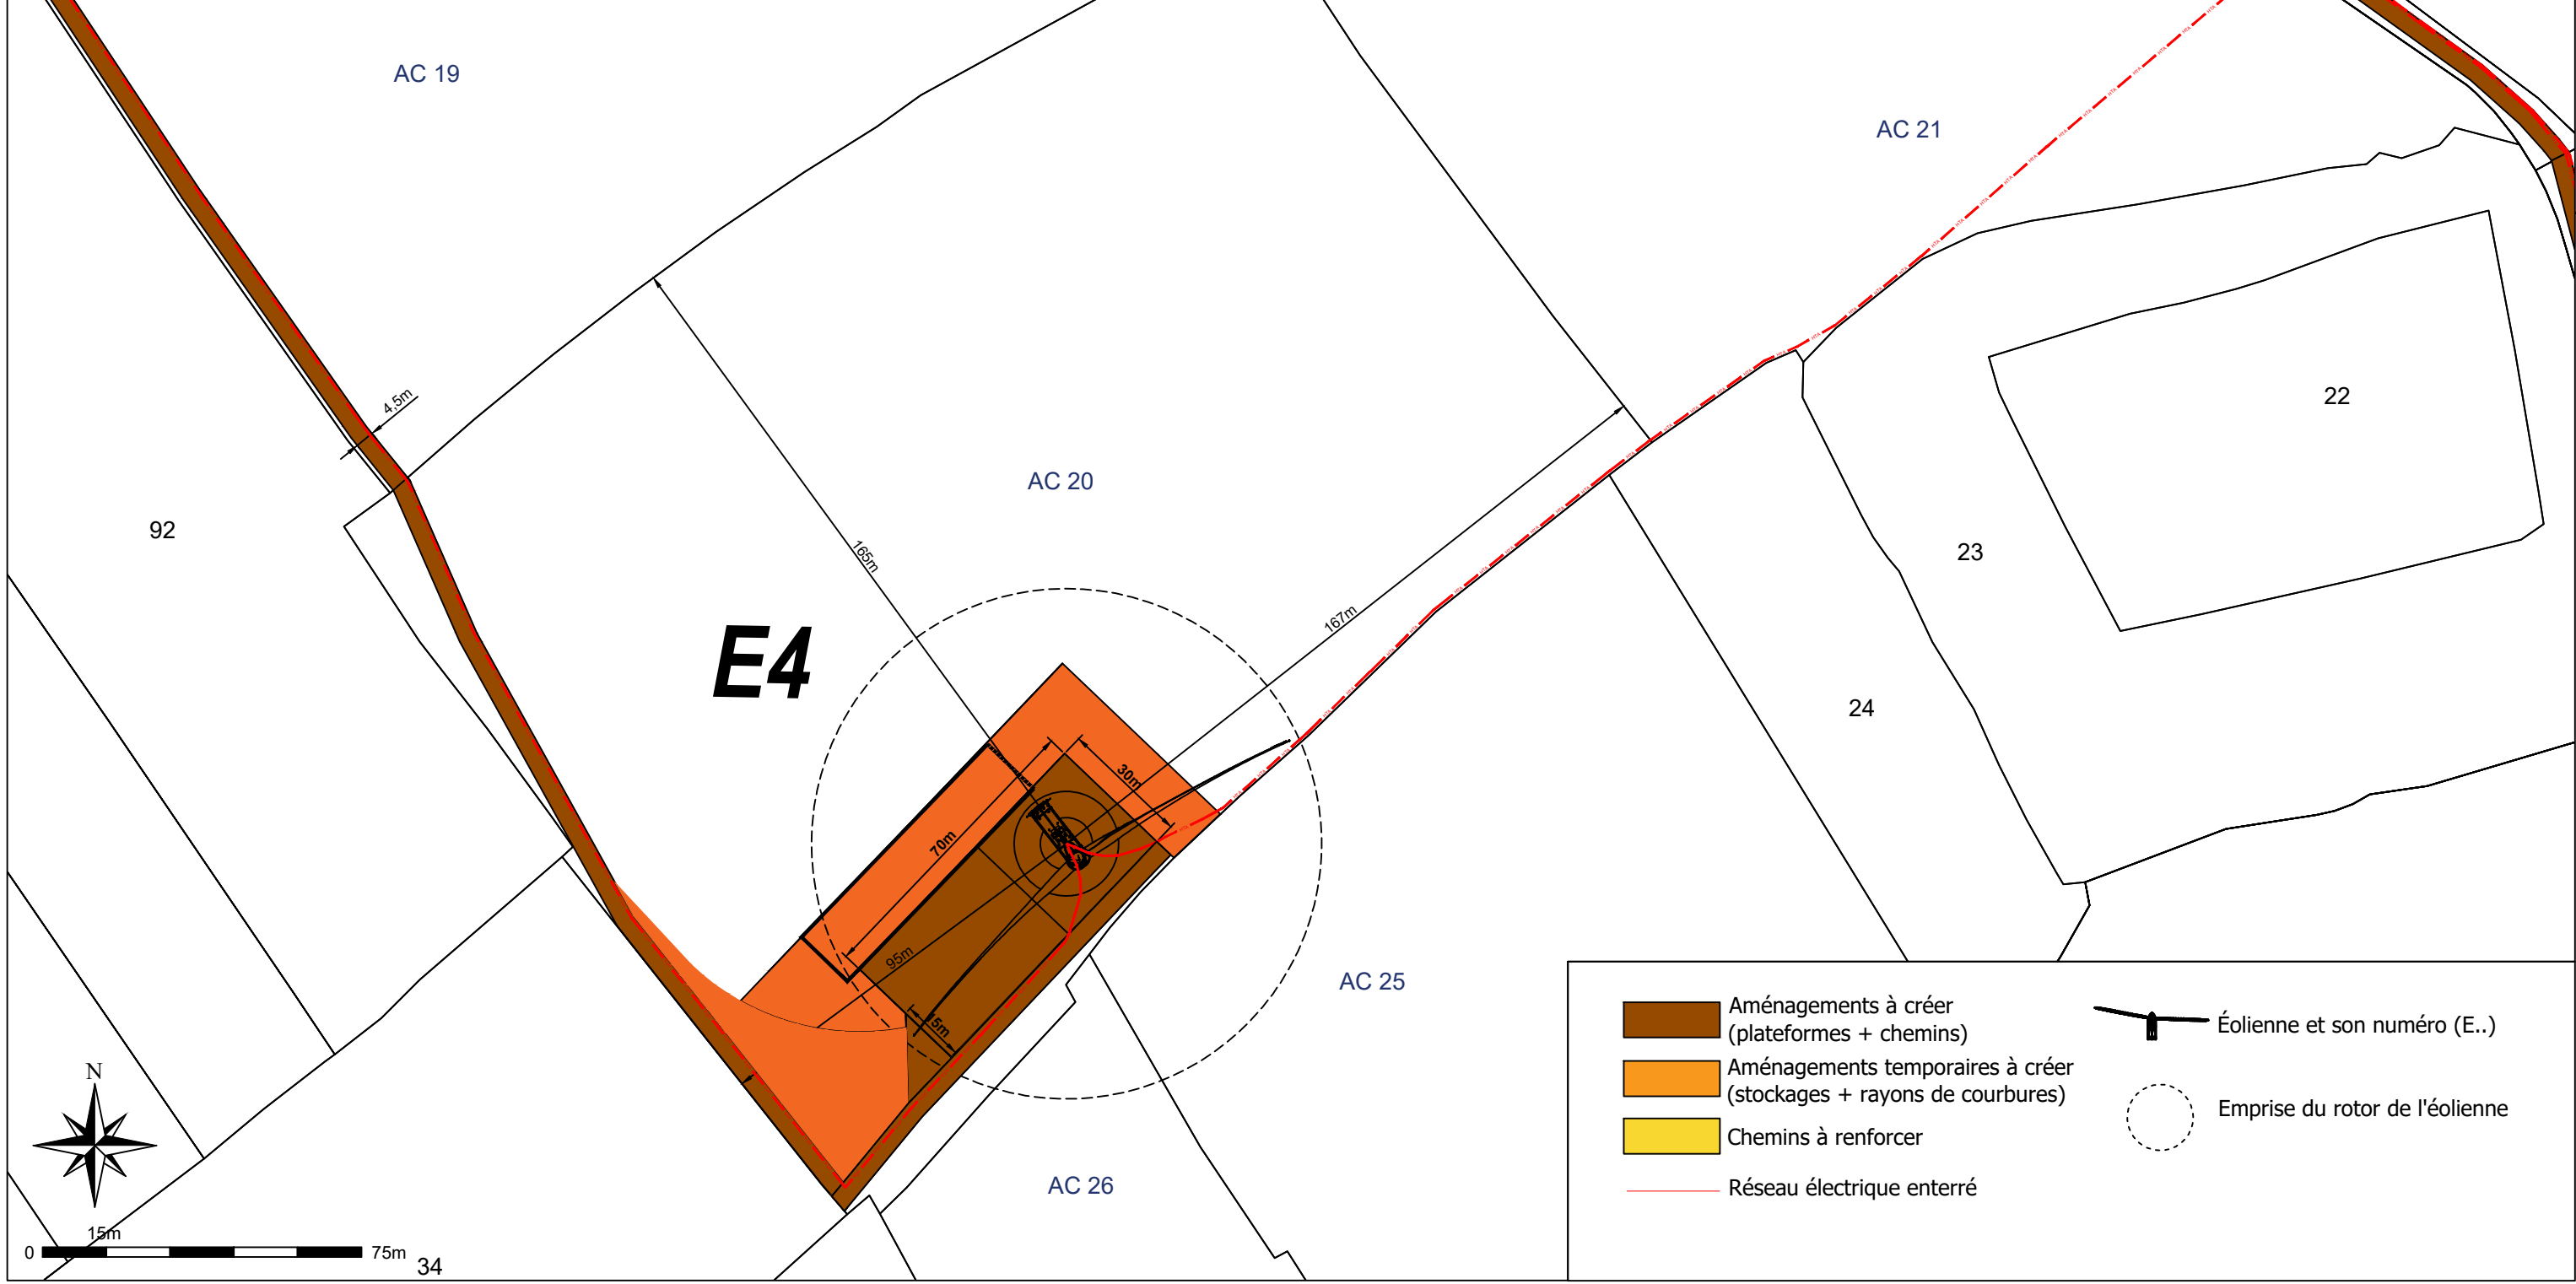 AC 19
AC 21
4,5m
22
AC 20
92
165m
23
167m
E4
24
30m
70m
95m
AC 25
15m
AC 26
N
15m
0
75m
34
Aménagements à créer
(plateformes + chemins)
Aménagements temporaires à créer
(stockages + rayons de courbures)
Chemins à renforcer
Réseau électrique enterré
Éolienne et son numéro (E..)
Emprise du rotor de l'éolienne
HTA